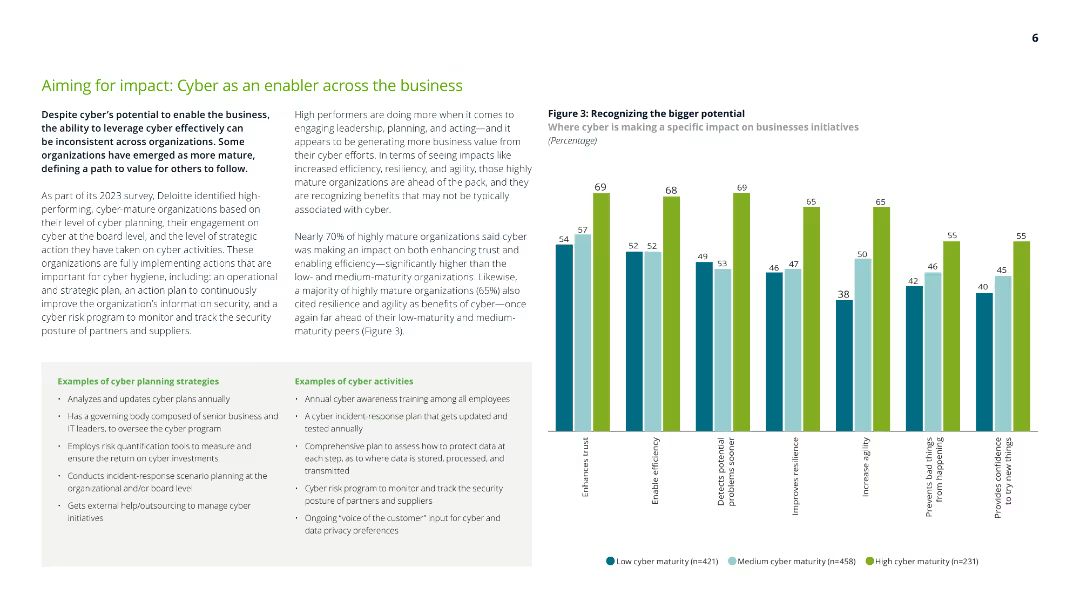 6
Aiming for impact: Cyber as an enabler across the business
Despite cyber's potential to enable the business,
the ability to leverage cyber effectively can
be inconsistent across organizations. Some
organizations have emerged as more mature,
defining a path to value for others to follow.
As part of its 2023 survey, Deloitte identified high-
performing, cyber-mature organizations based on
their level of cyber planning, their engagement on
cyber at the board level, and the level of strategic
action they have taken on cyber activities. These
organizations are fully implementing actions that are
important for cyber hygiene, including: an operational
and strategic plan, an action plan to continuously
improve the organization's information security, and a
cyber risk program to monitor and track the security
posture of partners and suppliers.
High performers are doing more when it comes to
engaging leadership, planning, and acting—and it
appears to be generating more business value from
their cyber efforts. In terms of seeing impacts like
increased efficiency, resiliency, and agility, those highly
mature organizations are ahead of the pack, and they
are recognizing benefits that may not be typically
associated with cyber.
Nearly 70% of highly mature organizations said cyber
was making an impact on both enhancing trust and
enabling efficiency—significantly higher than the
low- and medium-maturity organizations. Likewise,
a majority of highly mature organizations (65%) also
cited resilience and agility as benefits of cyber—once
again far ahead of their low-maturity and medium-
maturity peers (Figure 3).
Examples of cyber planning strategies
• Analyzes and updates cyber plans annually
• Has a governing body composed of senior business and
IT leaders, to oversee the cyber program
• Employs risk quantification tools to measure and
ensure the return on cyber investments
• Conducts incident-response scenario planning at the
organizational and/or board level
• Gets external help/outsourcing to manage cyber
initiatives
Examples of cyber activities
• Annual cyber awareness training among all employees
• A cyber incident-response plan that gets updated and
tested annually
• Comprehensive plan to assess how to protect data at
each step, as to where data is stored, processed, and
transmitted
• Cyber risk program to monitor and track the security
posture of partners and suppliers
• Ongoing "voice of the customer" input for cyber and
data privacy preferences
Figure 3: Recognizing the bigger potential
Where cyber is making a specific impact on businesses initiatives
(Percentage)
54 57 69
52 52 68
49 53 69
46 47 65
38 50 65
42 46 55
40 45 55
Enhances trust
Enable efficiency
Detects potential
problems sooner
Improves resilience
Increase agility
Prevents bad things
from happening
Provides confidence
to try new things
Low cyber maturity (n=421) Medium cyber maturity (n=458) High cyber maturity (n=231)